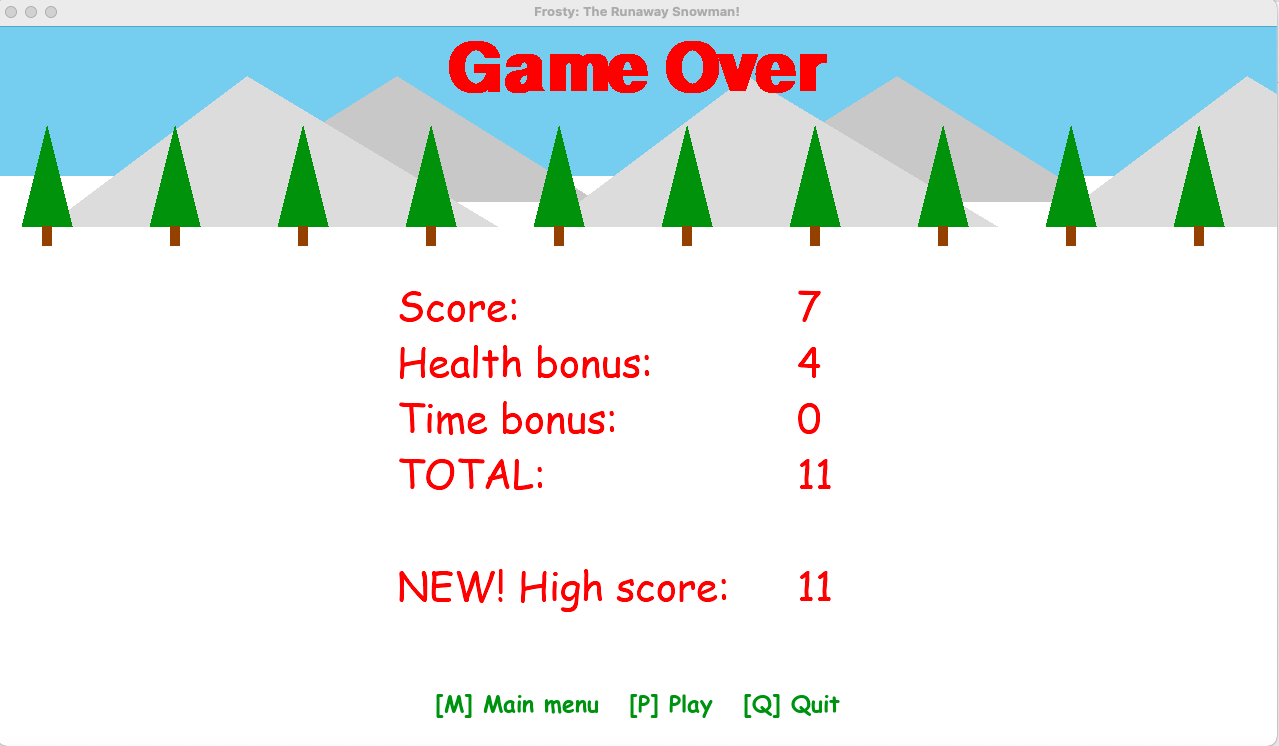 Frosty: The Runaway Snowman!
Game Over
Score: 7
Health bonus: 4
Time bonus: 0
TOTAL: 11
NEW! High score: 11
[M] Main menu [P] Play [Q] Quit